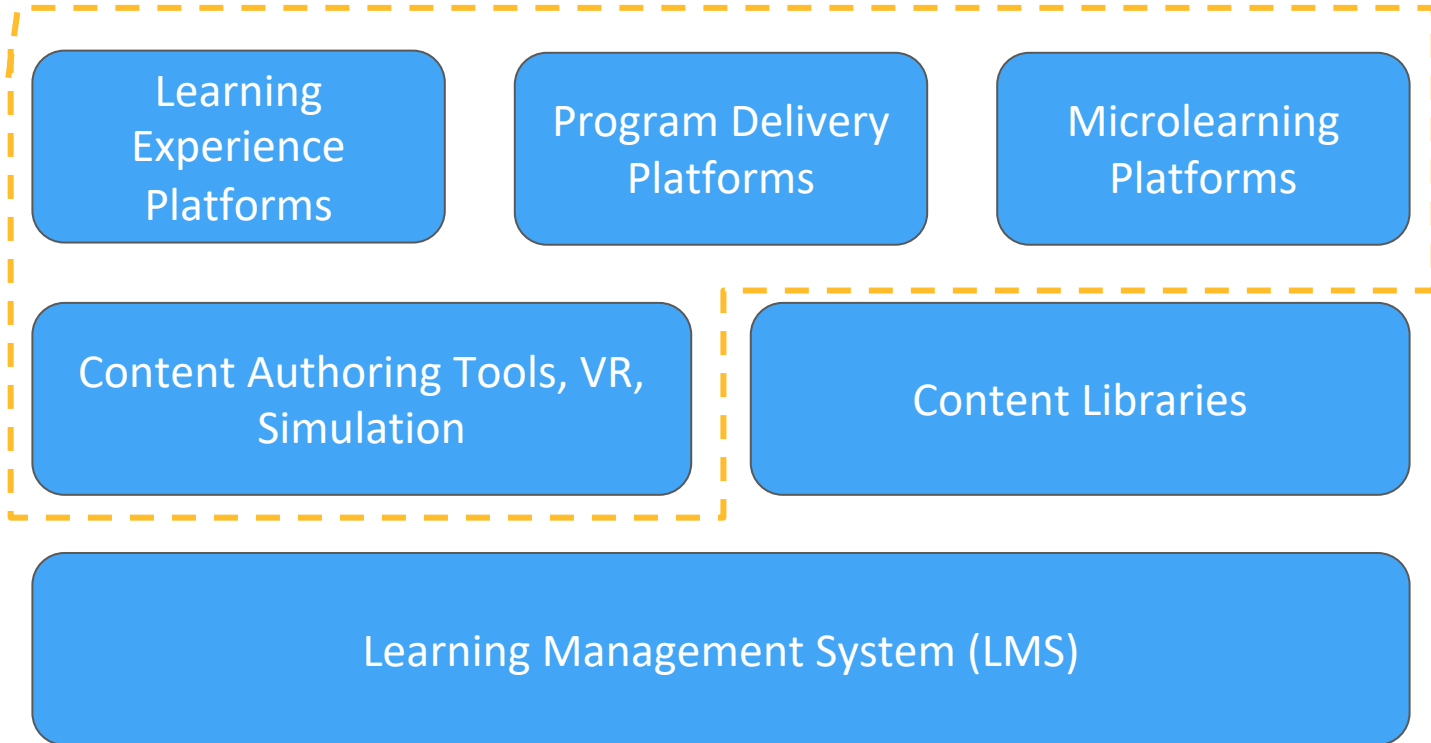 Learning
Experience
Platforms
Program Delivery
Platforms
Microlearning
Platforms
Content Authoring Tools, VR,
Simulation
Content Libraries
Learning Management System (LMS)